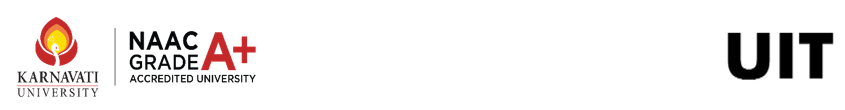 KARNAVATI
UNIVERSITY
NAAC
GRADE A+
ACCREDITED UNIVERSITY
UIT